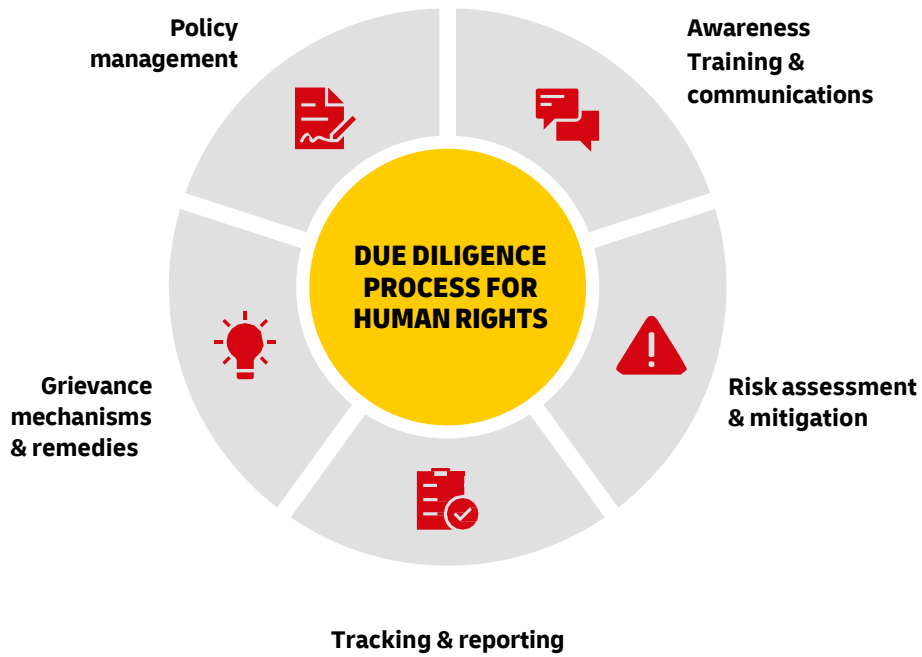 Policy
management
Awareness
Training &
communications
DUE DILIGENCE
PROCESS FOR
HUMAN RIGHTS
Grievance
mechanisms
& remedies
Risk assessment
& mitigation
Tracking & reporting